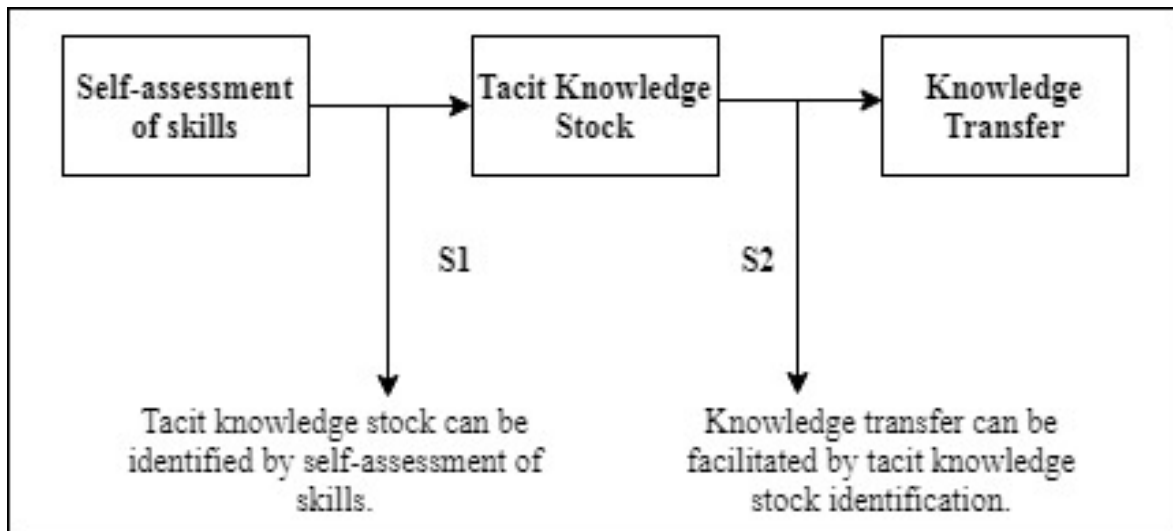 Self-assessment
of skills
Tacit Knowledge
Stock
Knowledge
Transfer
S1
S2
Tacit knowledge stock can be
identified by self-assessment of
skills.
Knowledge transfer can be
facilitated by tacit knowledge
stock identification.